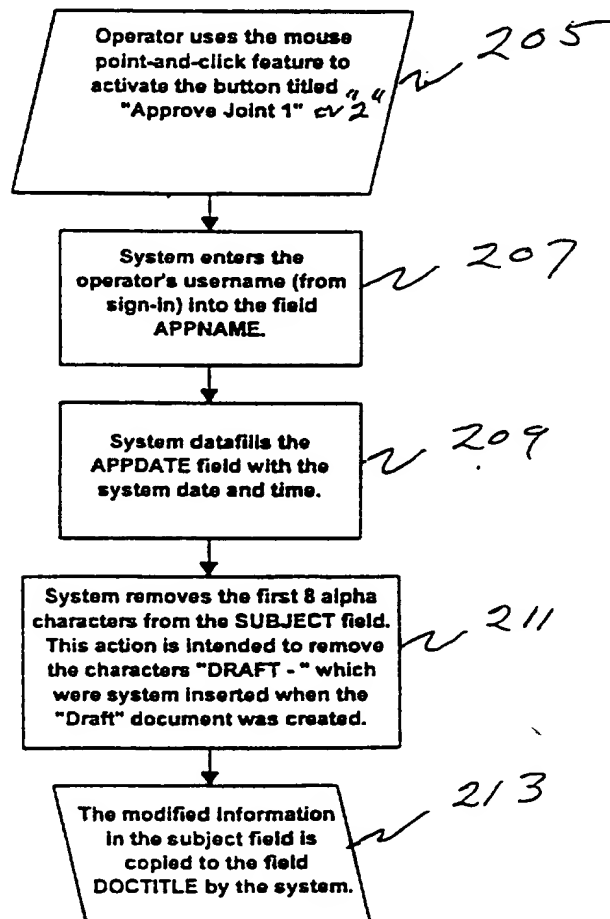 Operator uses the mouse
point-and-click feature to
activate the button titled
"Approve Joint 1" or "2"
205
System enters the
operator's username (from
sign-in) into the field
APPNAME.
207
System datafills the
APPDATE field with the
system date and time.
209
System removes the first 8 alpha
characters from the SUBJECT field.
This action is intended to remove
the characters "DRAFT - " which
were system inserted when the
"Draft" document was created.
211
The modified information
in the subject field is
copied to the field
DOCTITLE by the system.
213